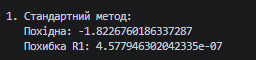 1. Стандартний метод:
Похідна: -1.8226760186337287
Похибка R1: 4.577946302042335e-07